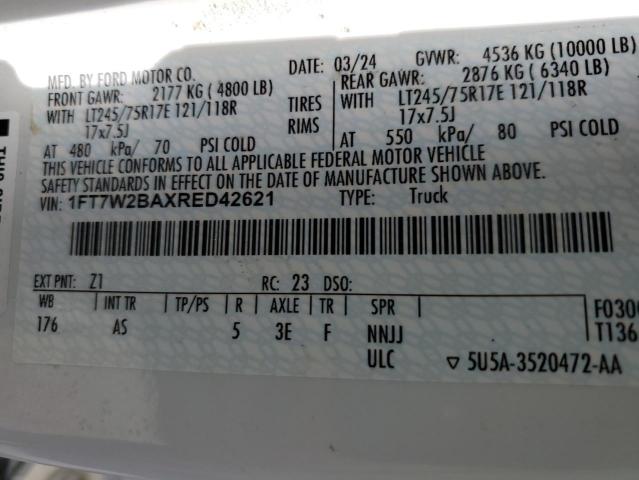 MFD. BY FORD MOTOR CO.
DATE: 03/24 GVWR: 4536 KG (10000 LB)
FRONT GAWR: 2177 KG (4800 LB) REAR GAWR: 2876 KG (6340 LB)
WITH LT245/75R17E 121/118R TIRES WITH LT245/75R17E 121/118R
17x7.5J RIMS 17x7.5J
AT 480 kPa/ 70 PSI COLD AT 550 kPa/ 80 PSI COLD
THIS VEHICLE CONFORMS TO ALL APPLICABLE FEDERAL MOTOR VEHICLE
SAFETY STANDARDS IN EFFECT ON THE DATE OF MANUFACTURE SHOWN ABOVE.
VIN: 1FT7W2BAXRED42621 TYPE: Truck
EXT PNT: Z1 RC: 23 DSO:
WB INT TR TP/PS R AXLE TR SPR
176 AS 5 3E F NNJJ
ULC
F030
T136
▽ 5U5A-3520472-AA